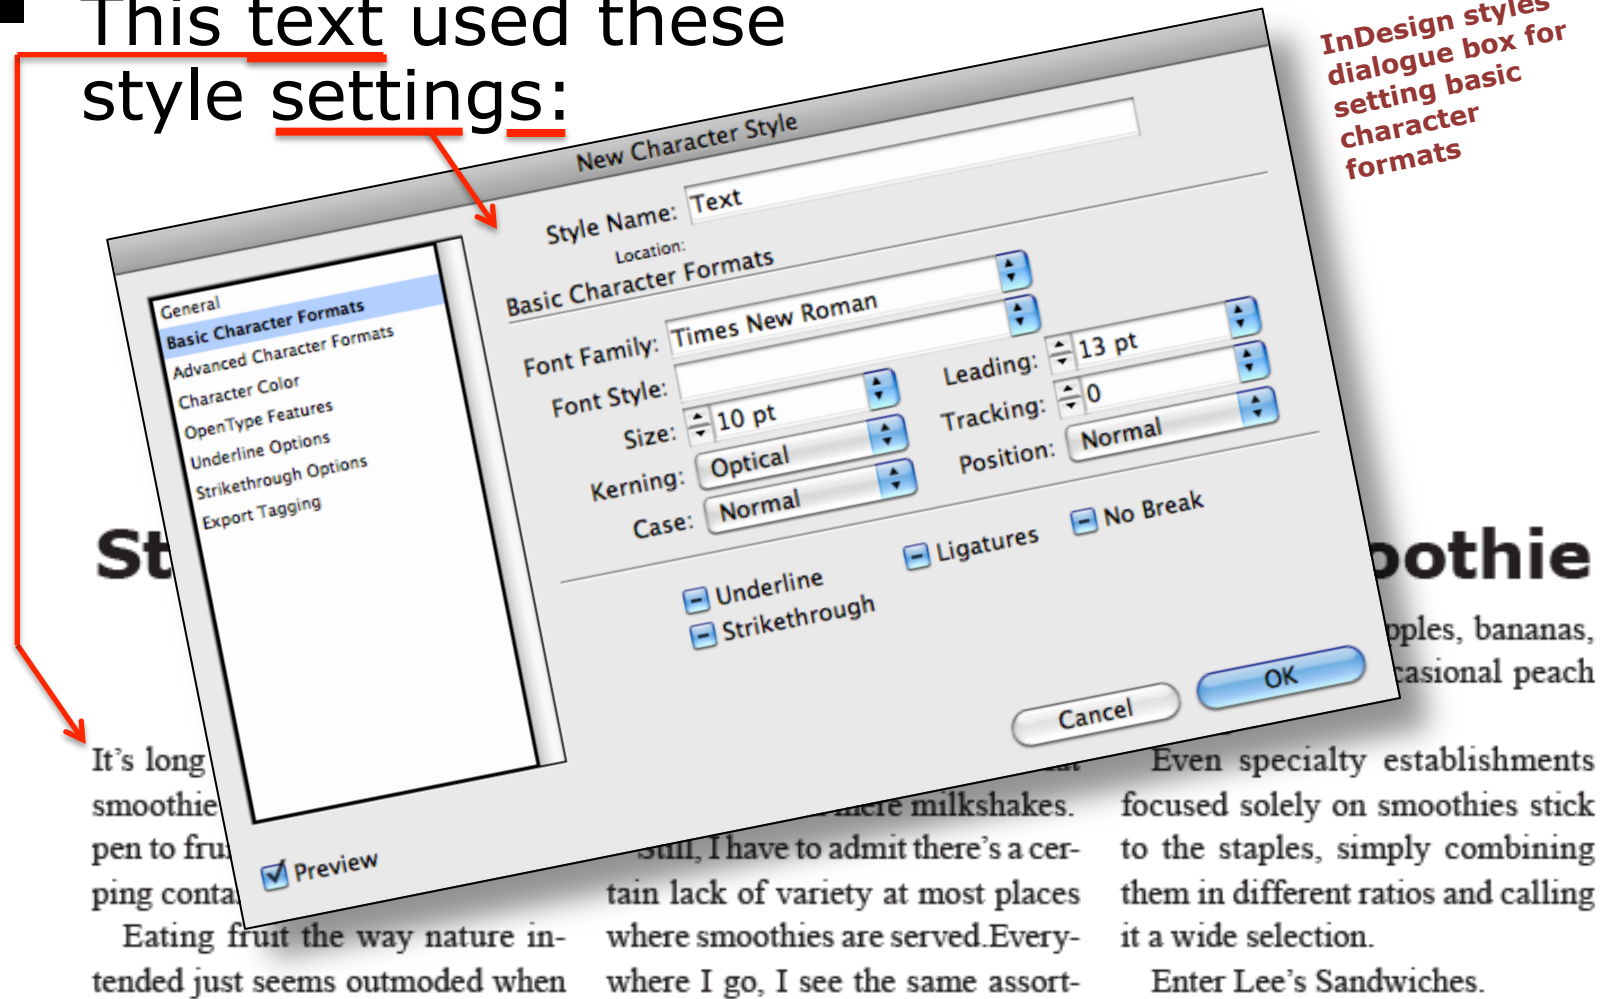 This text used these
style settings:
InDesign styles
dialogue box for
setting basic
character
formats
New Character Style
Style Name: Text
Location:
General
Basic Character Formats
Advanced Character Formats
Character Color
OpenType Features
Underline Options
Strikethrough Options
Export Tagging
Basic Character Formats
Font Family: Times New Roman
Font Style:
Size: 10 pt
Leading: 13 pt
Kerning: Optical
Tracking: 0
Case: Normal
Position: Normal
Underline
Ligatures
No Break
Strikethrough
Preview
Cancel
OK
St
oothie
It's long
smoothie
pen to fru
ping conta
Eating fruit the way nature in-
tended just seems outmoded when
mere milkshakes.
Still, I have to admit there's a cer-
tain lack of variety at most places
where smoothies are served.Every-
where I go, I see the same assort-
pples, bananas,
casional peach
Even specialty establishments
focused solely on smoothies stick
to the staples, simply combining
them in different ratios and calling
it a wide selection.
Enter Lee's Sandwiches.